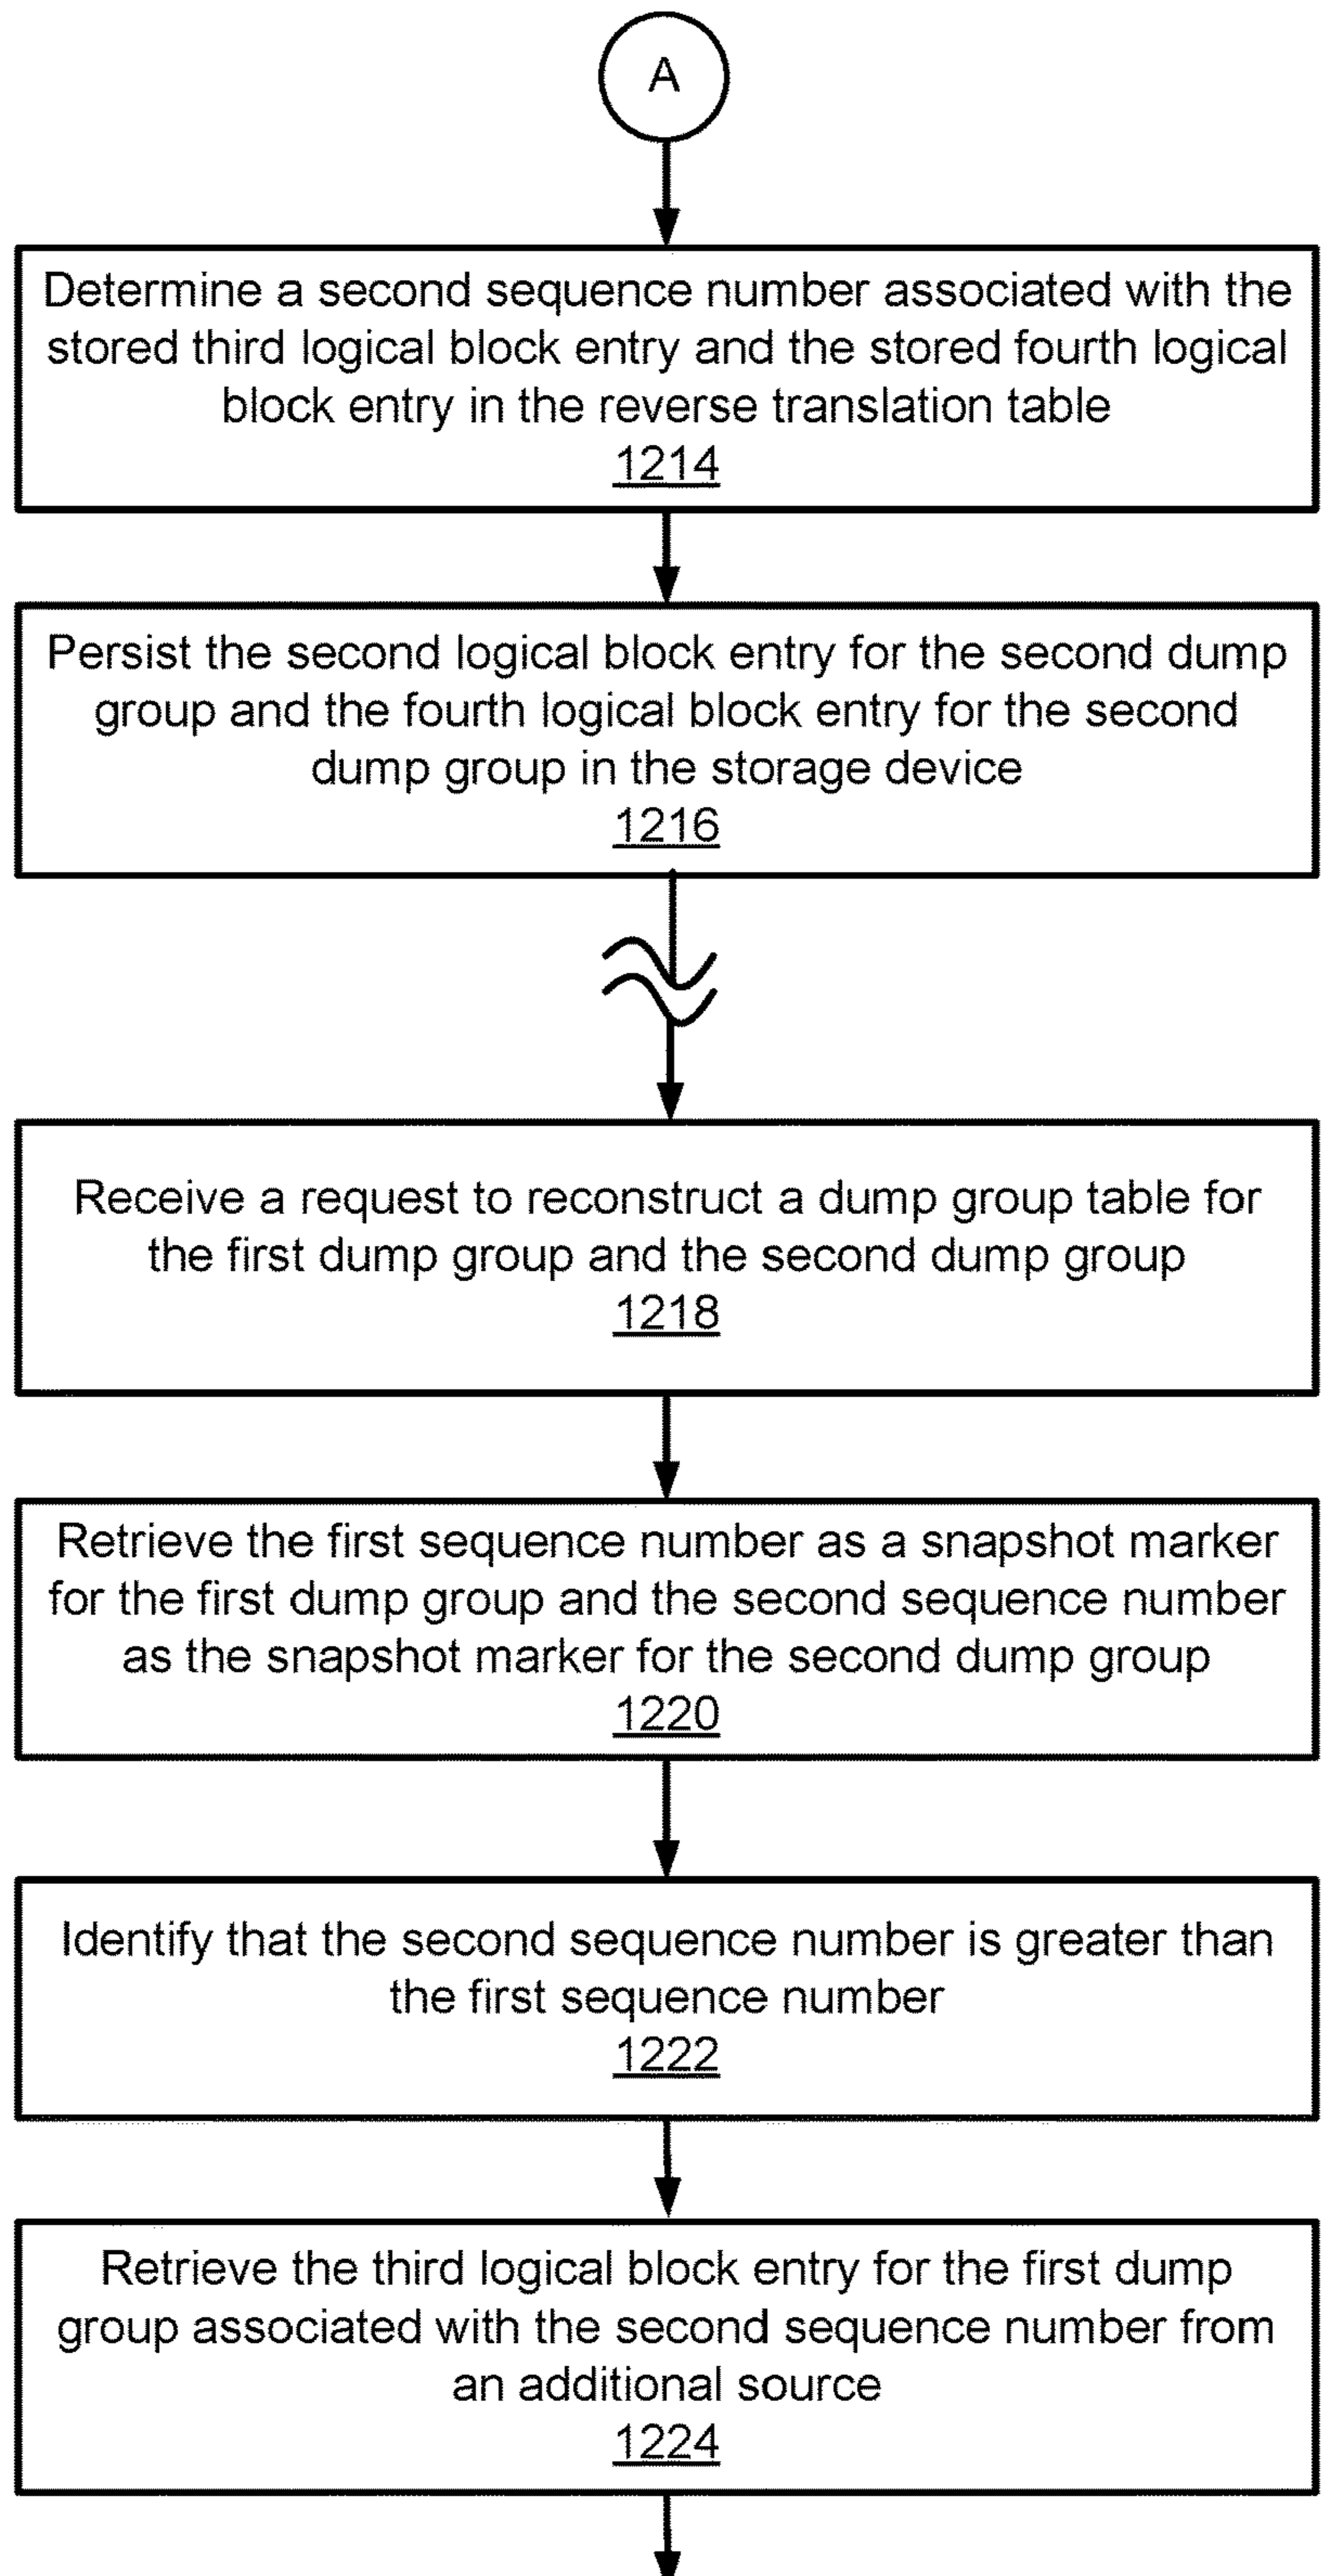 A
Determine a second sequence number associated with the
stored third logical block entry and the stored fourth logical
block entry in the reverse translation table
1214
Persist the second logical block entry for the second dump
group and the fourth logical block entry for the second
dump group in the storage device
1216
Receive a request to reconstruct a dump group table for
the first dump group and the second dump group
1218
Retrieve the first sequence number as a snapshot marker
for the first dump group and the second sequence number
as the snapshot marker for the second dump group
1220
Identify that the second sequence number is greater than
the first sequence number
1222
Retrieve the third logical block entry for the first dump
group associated with the second sequence number from
an additional source
1224